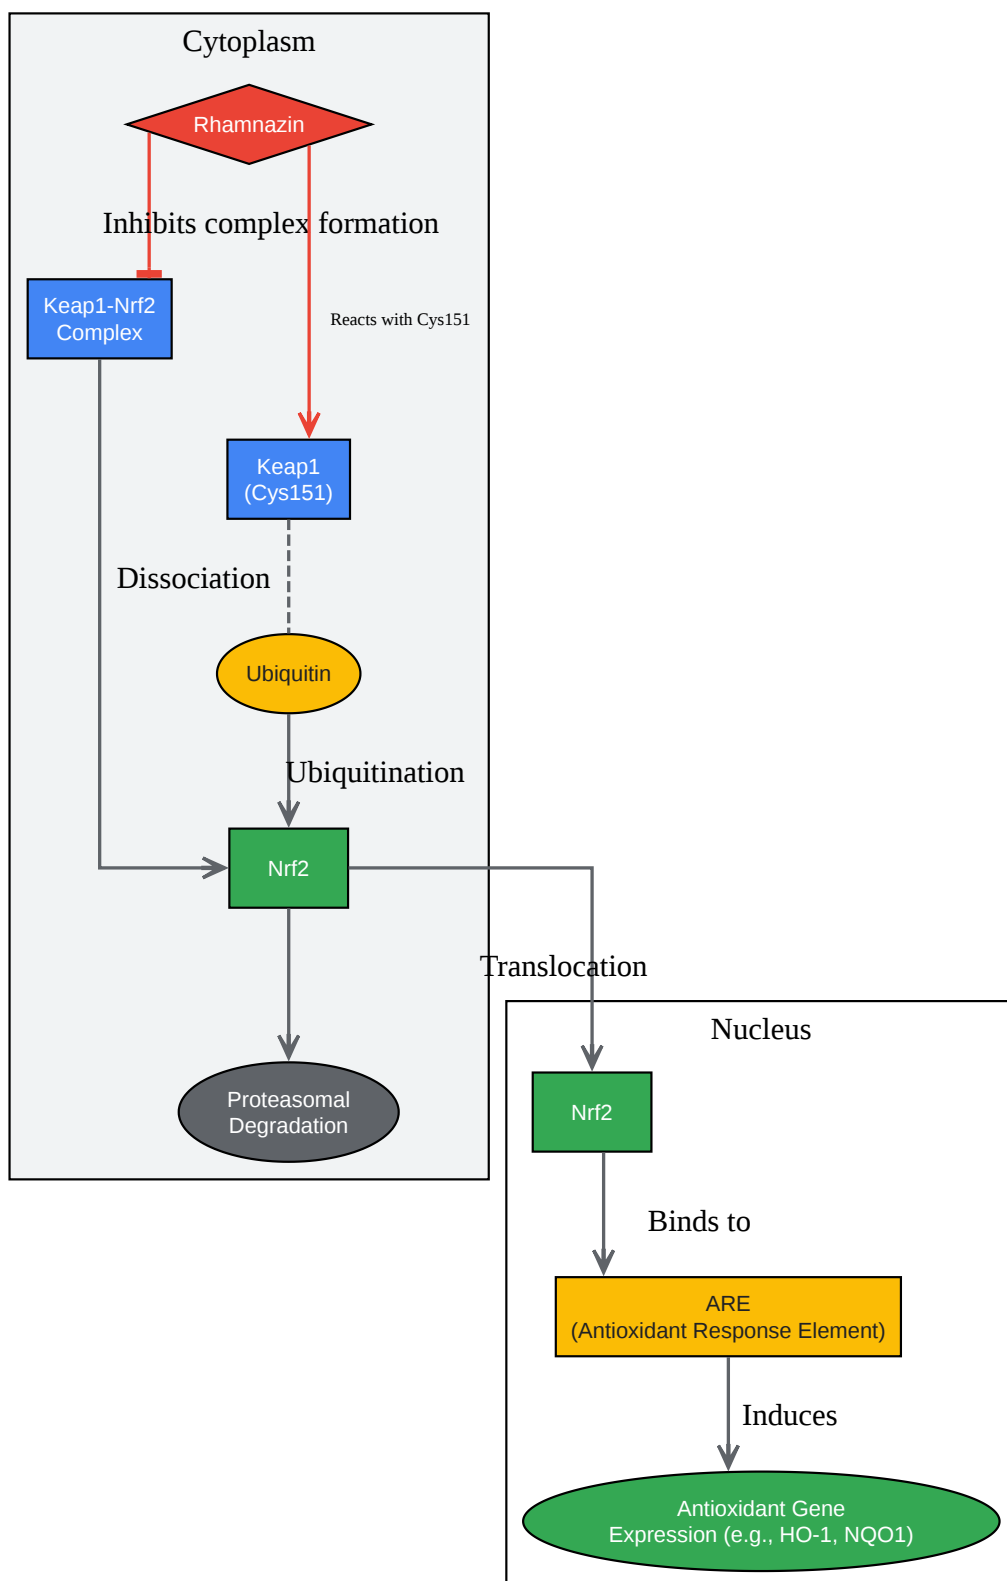 Cytoplasm
Rhamnazin
Inhibits complex formation
Keap1-Nrf2
Complex
Reacts with Cys151
Keap1
(Cys151)
Dissociation
Ubiquitin
Ubiquitination
Nrf2
Translocation
Proteasomal
Degradation
Nucleus
Nrf2
Binds to
ARE
(Antioxidant Response Element)
Induces
Antioxidant Gene
Expression (e.g., HO-1, NQO1)